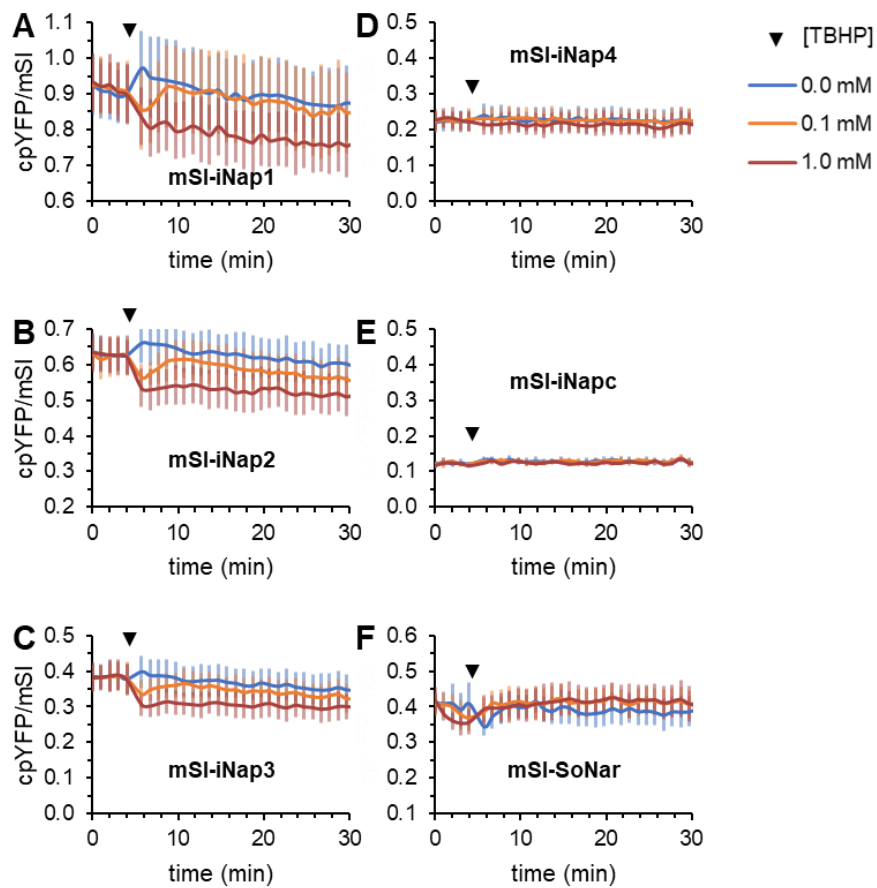 A
1.1
1.0
0.9
0.8
0.7
0.6
cpYFP/mSI
mSI-iNap1
0 10 20 30
time (min)
D
0.5
0.4
0.3
0.2
0.1
0.0
mSI-iNap4
0 10 20 30
time (min)
[TBHP]
0.0 mM
0.1 mM
1.0 mM
B
0.7
0.6
0.5
0.4
0.3
0.2
cpYFP/mSI
mSI-iNap2
0 10 20 30
time (min)
E
0.5
0.4
0.3
0.2
0.1
0.0
mSI-iNapc
0 10 20 30
time (min)
C
0.5
0.4
0.3
0.2
0.1
0.0
cpYFP/mSI
mSI-iNap3
0 10 20 30
time (min)
F
0.6
0.5
0.4
0.3
0.2
0.1
mSI-SoNar
0 10 20 30
time (min)